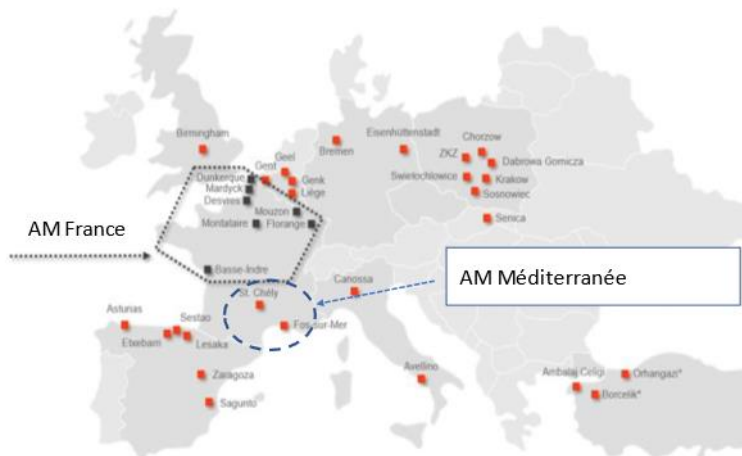 Birmingham
Eisenhüttenstadt
Chorzow
Bremen
ZKZ
Geel
Gent
Dabrowa Gornicza
Dunkerque
Mardyck
Genk
Swietochlowice
Krakow
Desvres
Liège
Sosnowiec
Mouzon
Senica
AM France
Montataire
Florange
Basse-Indre
AM Méditerranée
Canossa
St. Chély
Asturias
Sestao
Fos-sur-Mer
Etxebarri
Lesaka
Avellino
Ambalaj Celigi
Orhangazi*
Zaragoza
Borcelik*
Sagunto